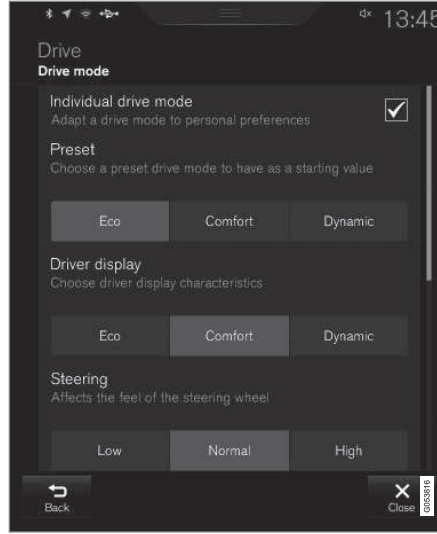 13:45
Drive
Drive mode
Individual drive mode
Adapt a drive mode to personal preferences
Preset
Choose a preset drive mode to have as a starting value
Eco Comfort Dynamic
Driver display
Choose driver display characteristics
Eco Comfort Dynamic
Steering
Affects the feel of the steering wheel
Low Normal High
Back
Close
G053816